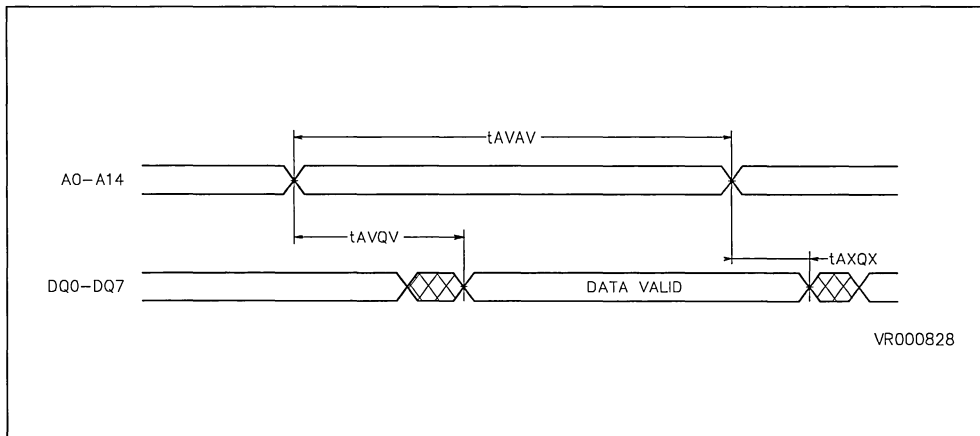 tAVAV
A0-A14
tAVQV
tAXQX
DQ0-DQ7
DATA VALID
VR000828